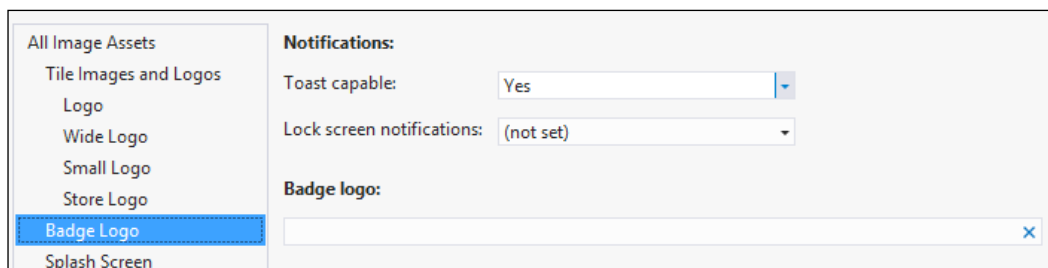 All Image Assets
Tile Images and Logos
Logo
Wide Logo
Small Logo
Store Logo
Badge Logo
Splash Screen
Notifications:
Toast capable: Yes
Lock screen notifications: (not set)
Badge logo: